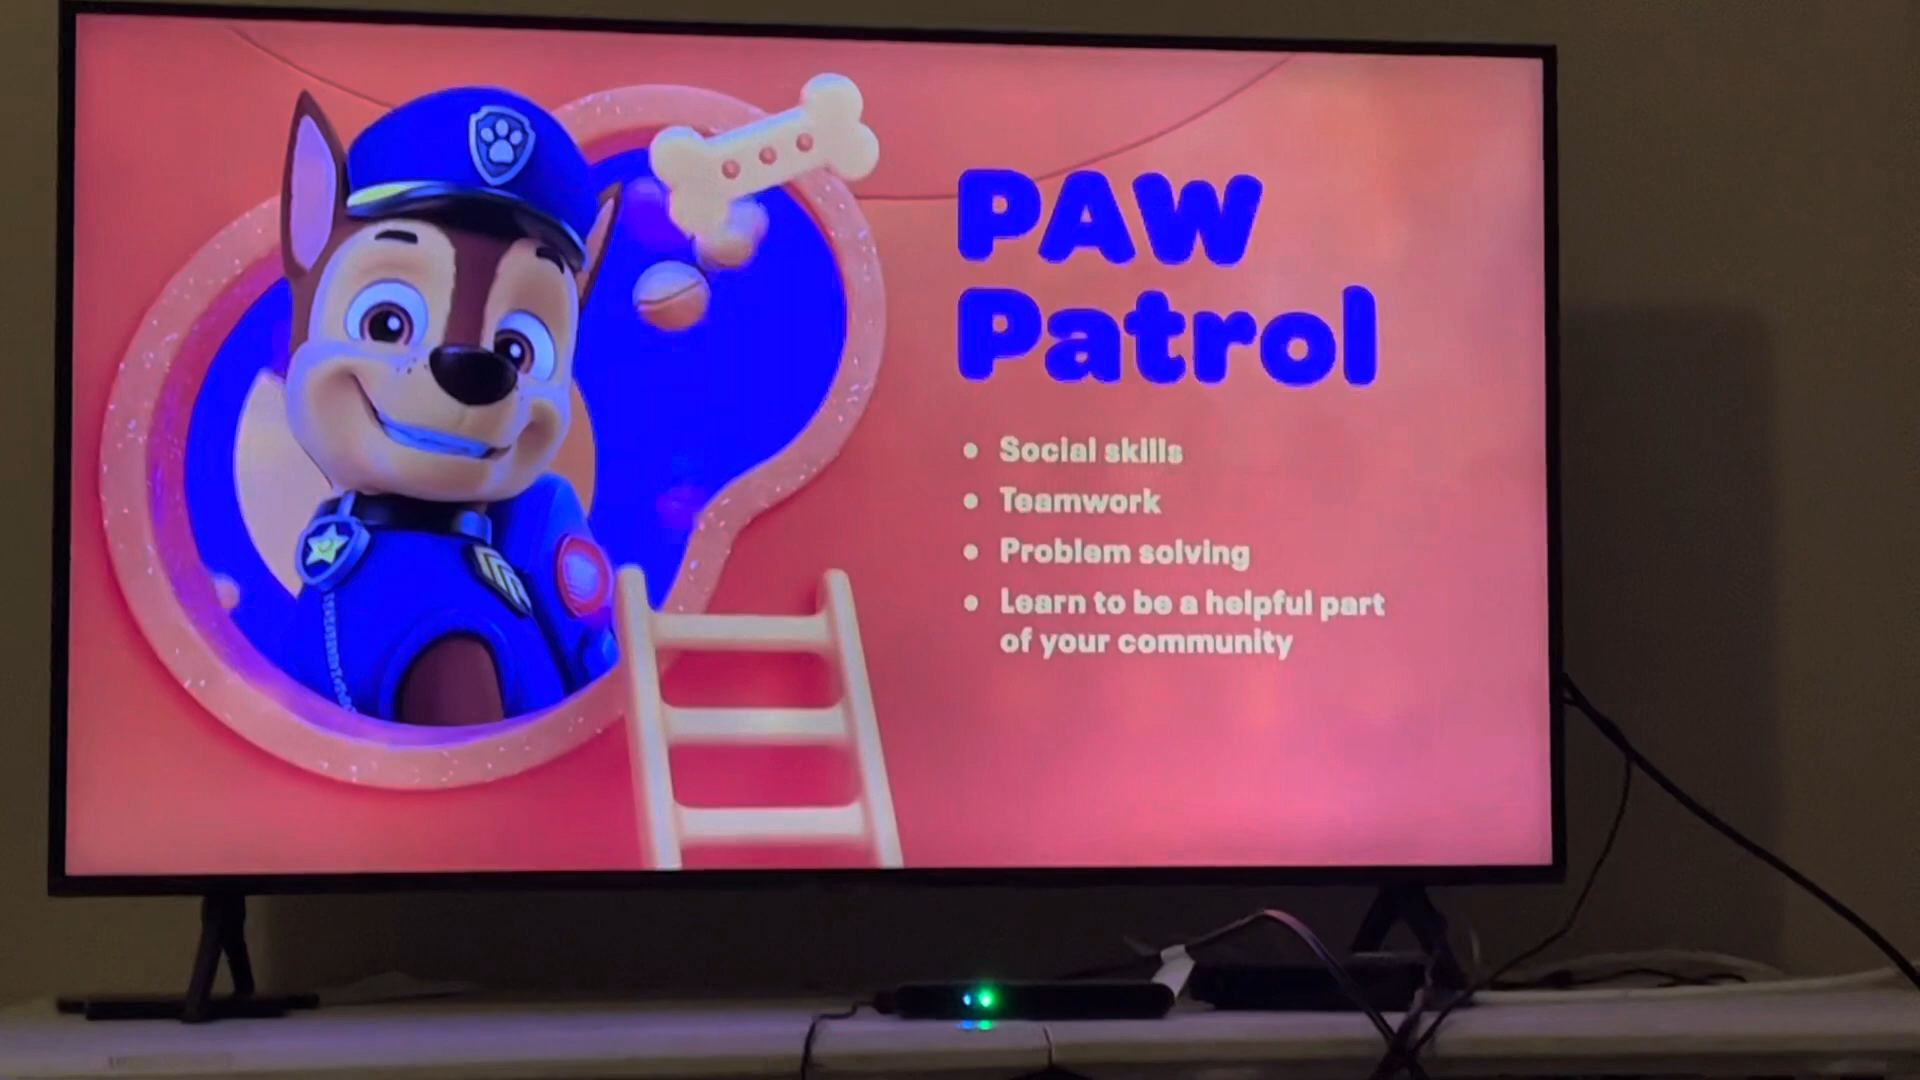 PAW
Patrol
• Social skills
• Teamwork
• Problem solving
• Learn to be a helpful part
of your community